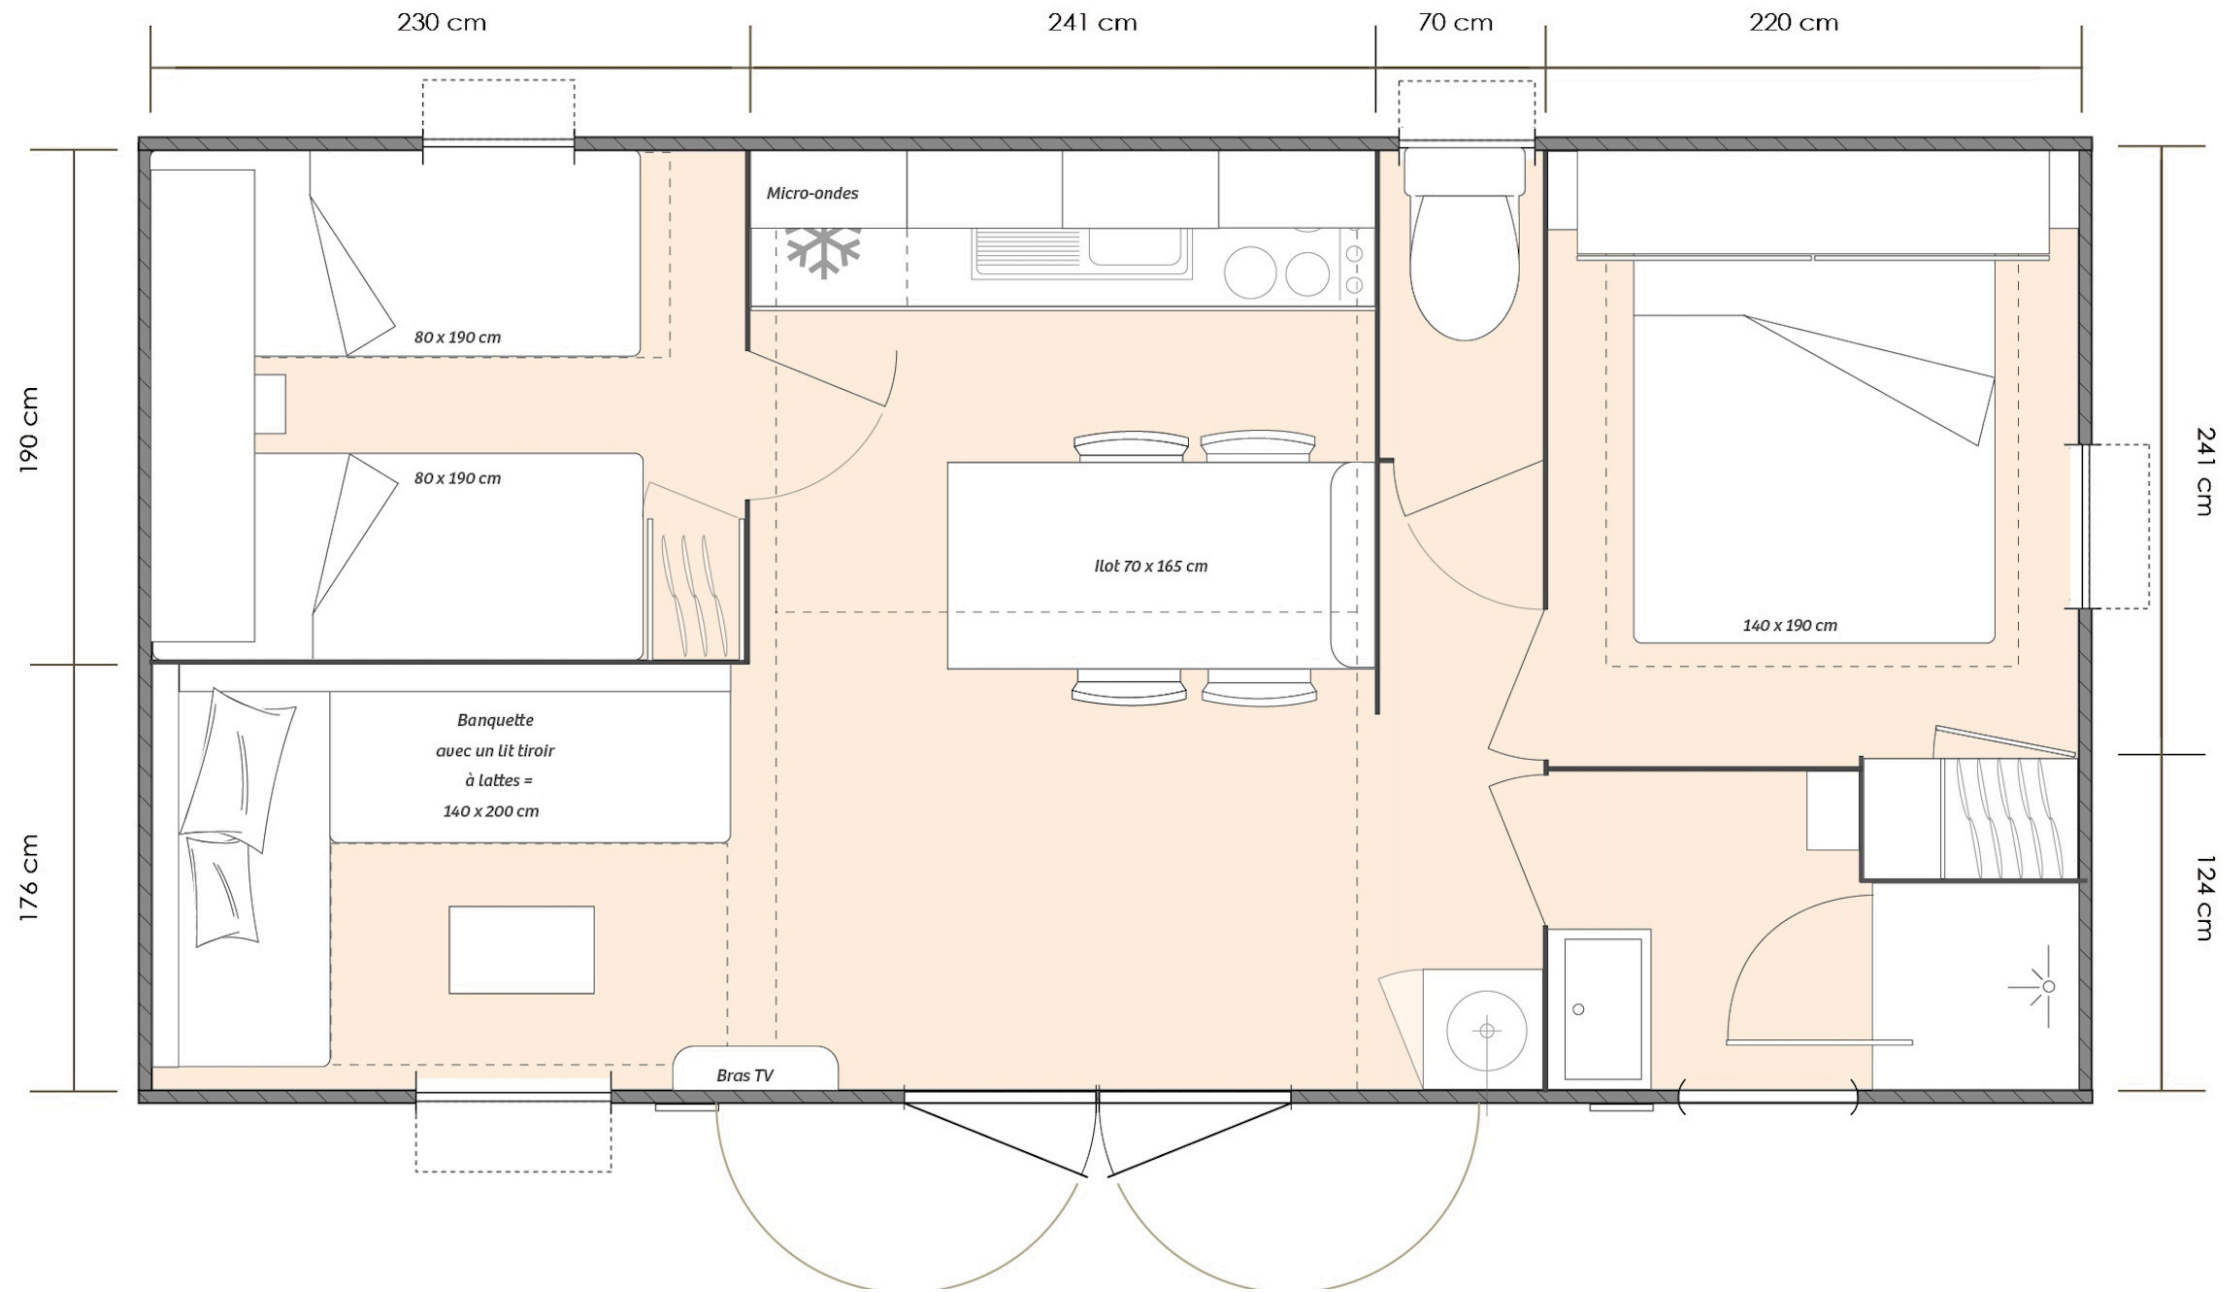 230 cm
241 cm
70 cm
220 cm
Micro-ondes
80 x 190 cm
190 cm
80 x 190 cm
241 cm
Ilot 70 x 165 cm
140 x 190 cm
Banquette
avec un lit tiroir
à lattes =
140 x 200 cm
176 cm
124 cm
Bras TV